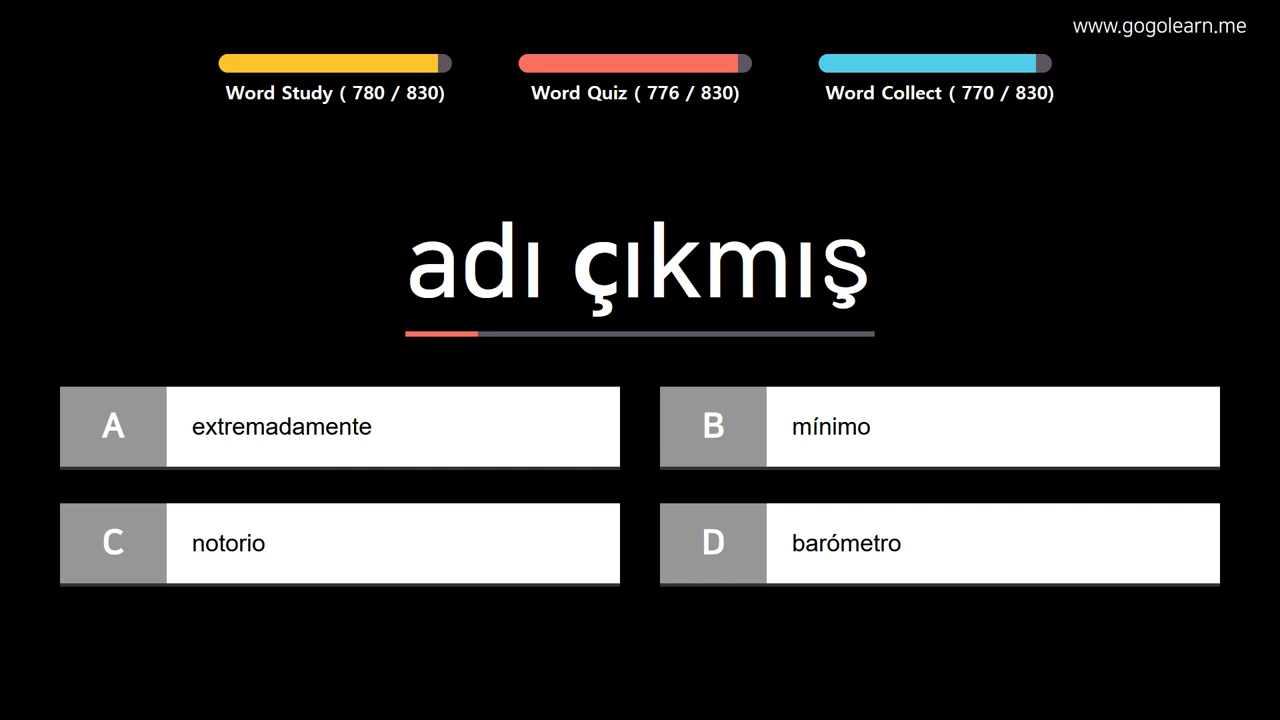 www.gogolearn.me
Word Study ( 780 / 830)
Word Quiz ( 776 / 830)
Word Collect ( 770 / 830)
adı çıkmış
A extremadamente
B mínimo
C notorio
D barómetro